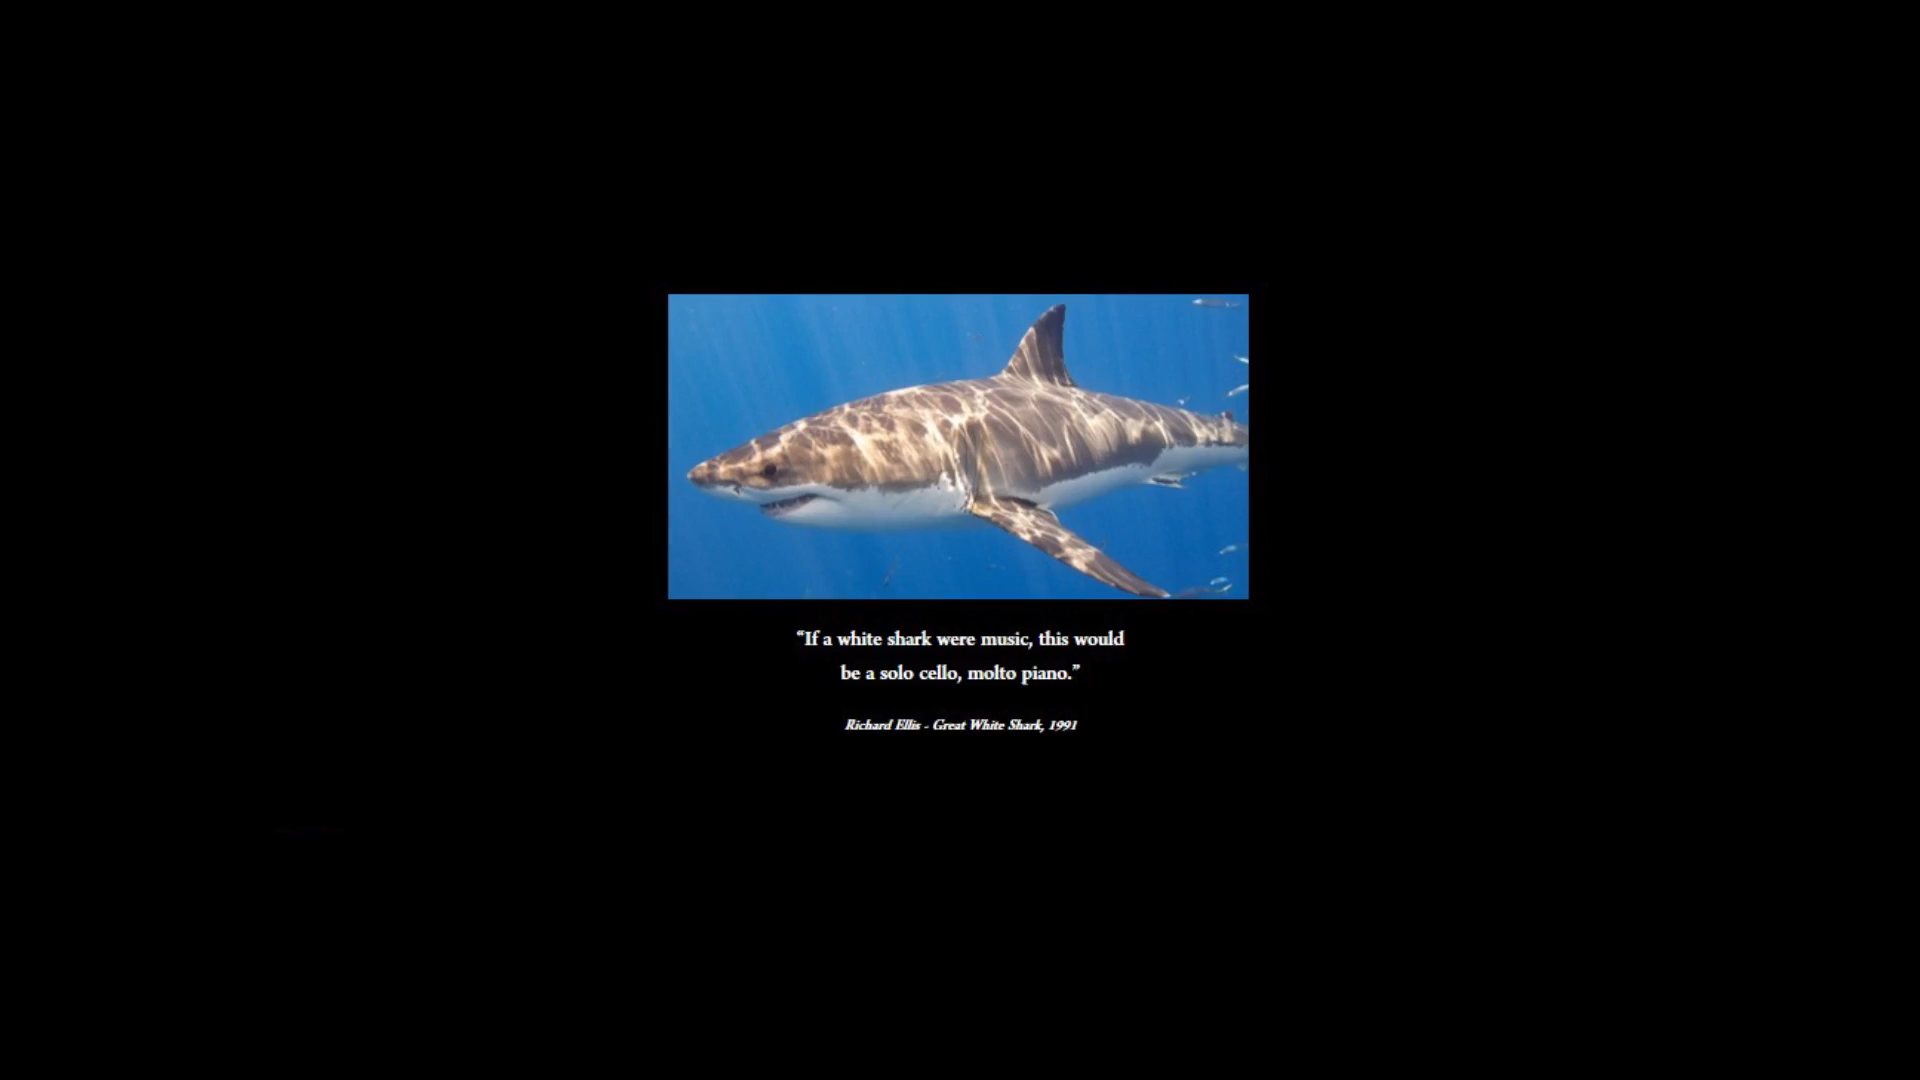 “If a white shark were music, this would
be a solo cello, molto piano.”
Richard Ellis - Great White Shark, 1991